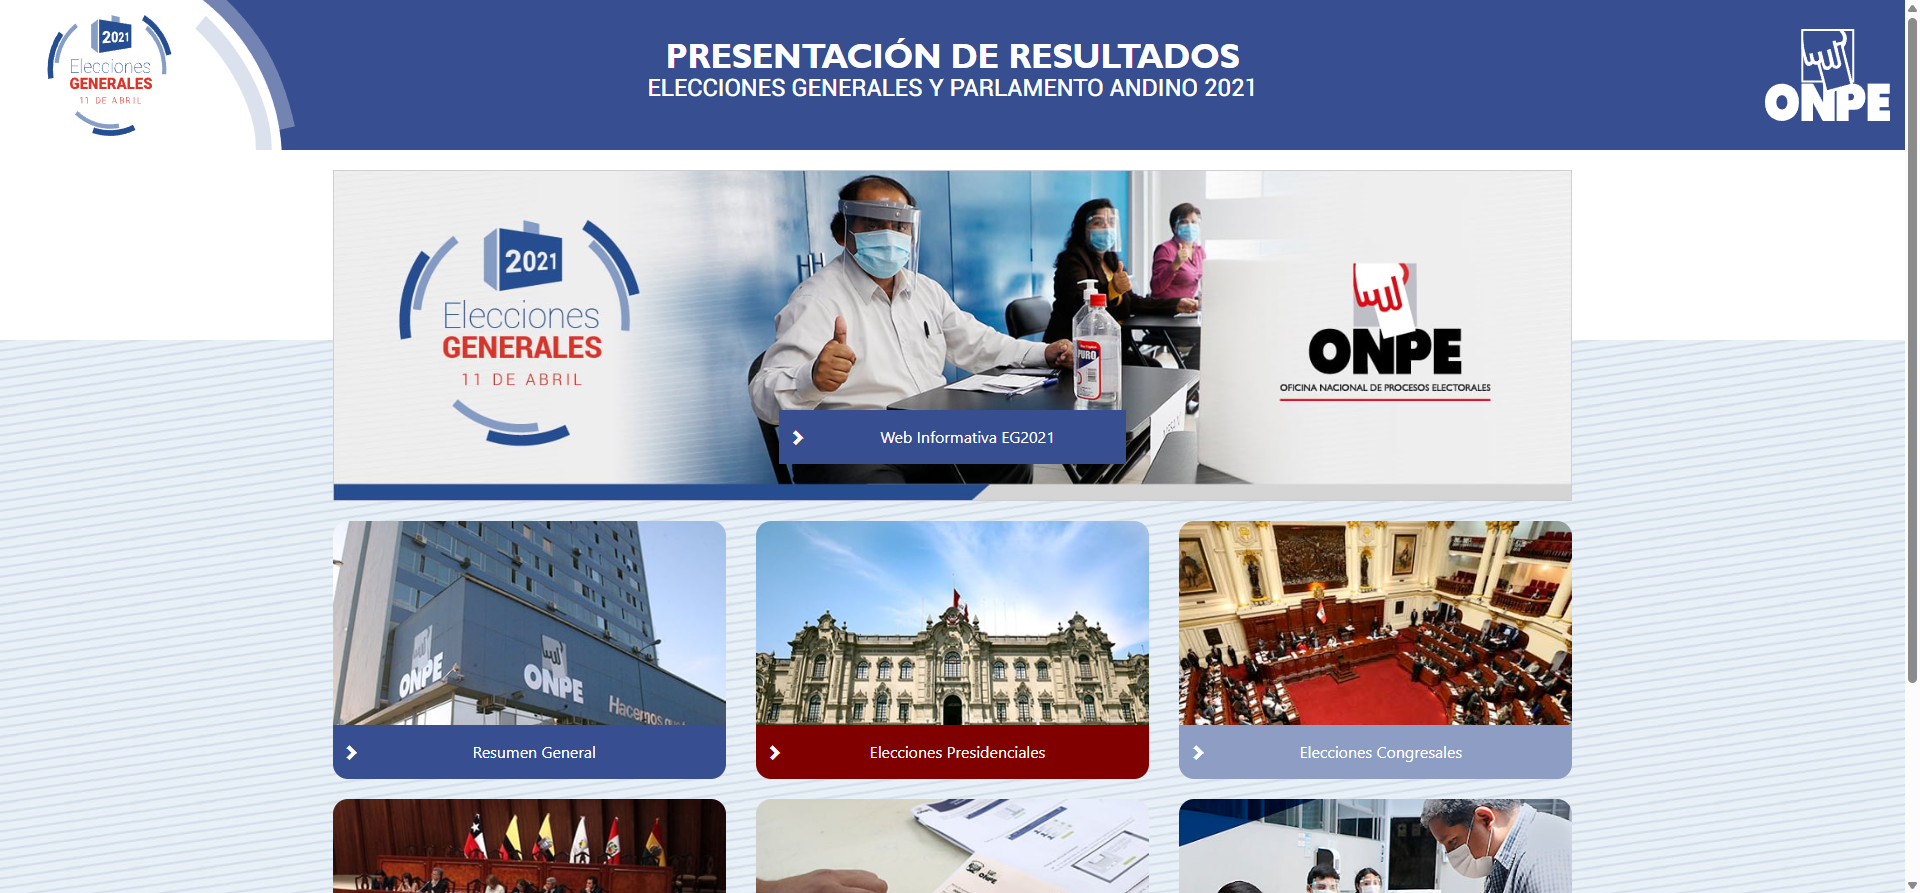 2021
Elecciones
GENERALES
11 DE ABRIL
PRESENTACIÓN DE RESULTADOS
ELECCIONES GENERALES Y PARLAMENTO ANDINO 2021
ONPE
2021
Elecciones
GENERALES
11 DE ABRIL
PURO
ONPE
OFICINA NACIONAL DE PROCESOS ELECTORALES
Web Informativa EG2021
ONPE
ONPE
Hacemos
Resumen General
Elecciones Presidenciales
Elecciones Congresales
ONPE